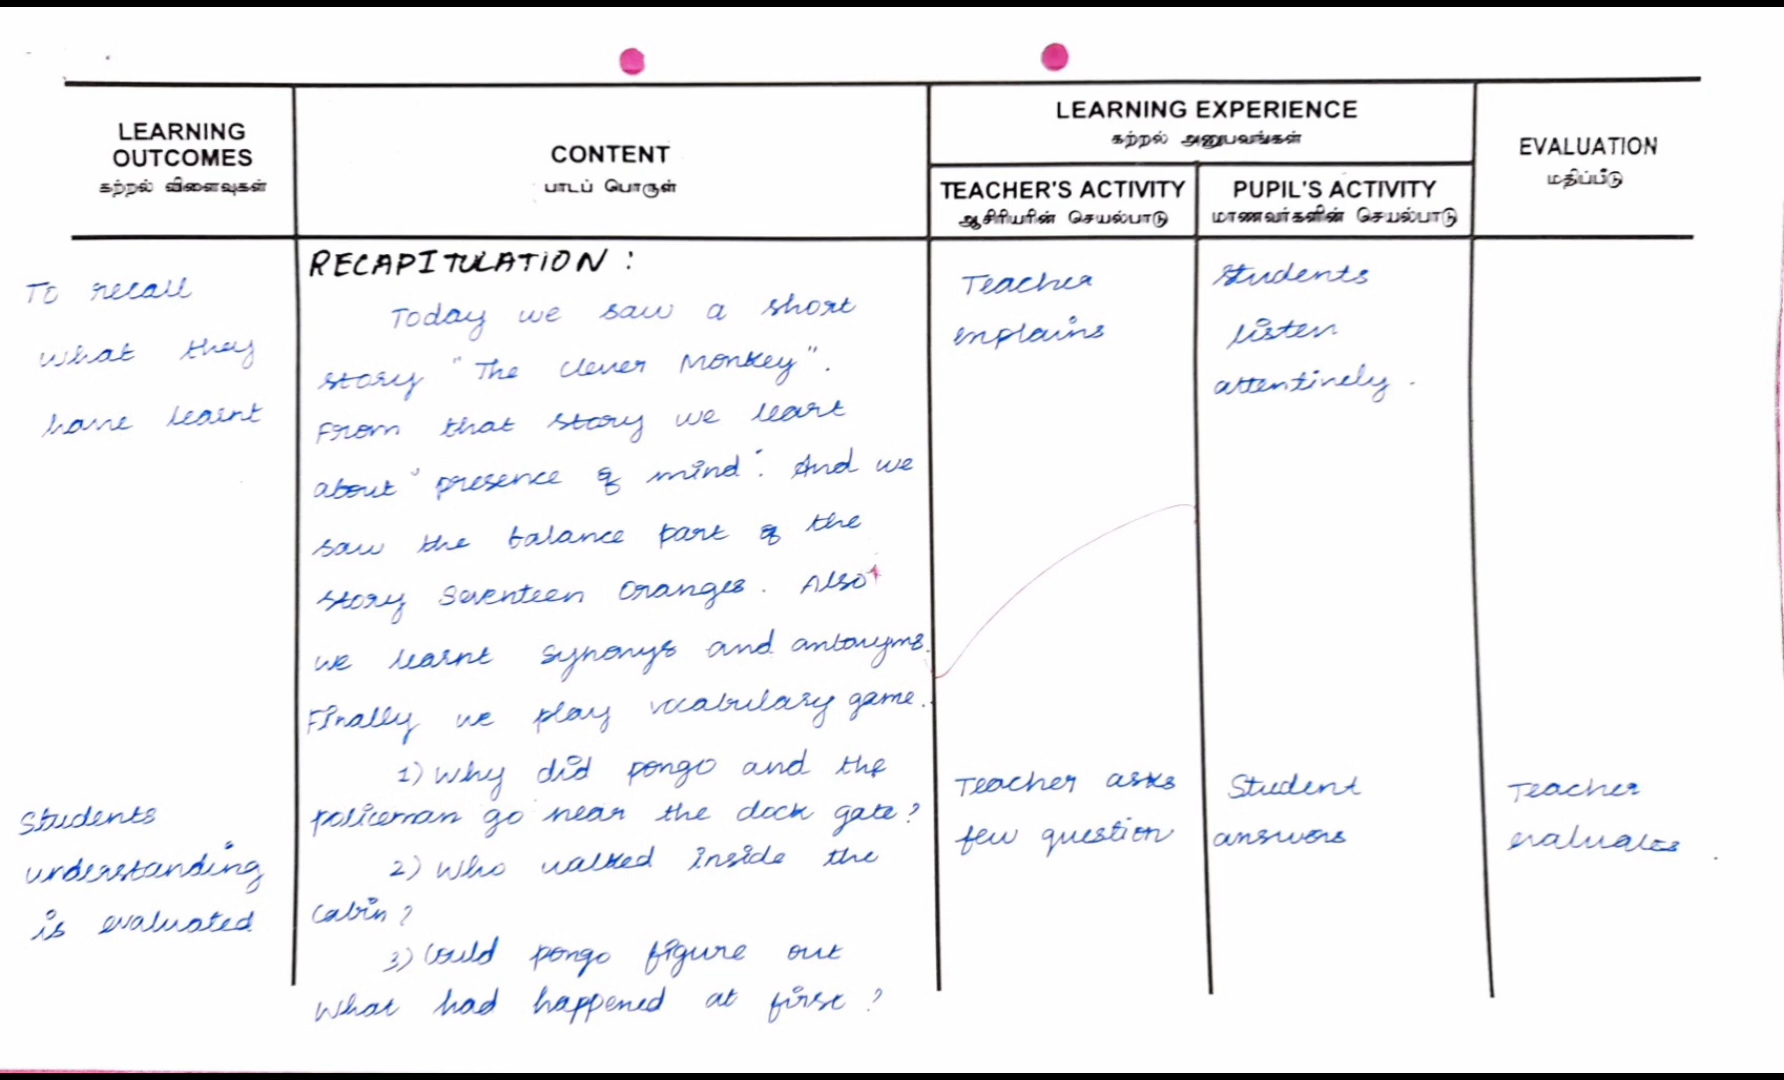 LEARNING
OUTCOMES
கற்றல் விளைவுகள்
CONTENT
பாடப் பொருள்
LEARNING EXPERIENCE
கற்றல் அனுபவங்கள்
TEACHER'S ACTIVITY
ஆசிரியரின் செயல்பாடு
PUPIL'S ACTIVITY
மாணவர்களின் செயல்பாடு
EVALUATION
மதிப்பீடு
To recall
what they
have learnt
RECAPITULATION :
Today we saw a short
story "The Clever Monkey".
From that story we leart
about "presence of mind". And we
saw the balance part of the
story Seventeen Oranges. Also
we learnt synonys and antonyms.
Finally we play vocabulary game.
Teacher
explains
Students
listen
attentively.
Students
understanding
is evaluated
1) Why did pongo and the
policeman go near the dock gate?
2) Who walked inside the
cabin?
3) Could pongo figure out
what had happened at first?
Teacher asks
few question
Student
answers
Teacher
evaluates.